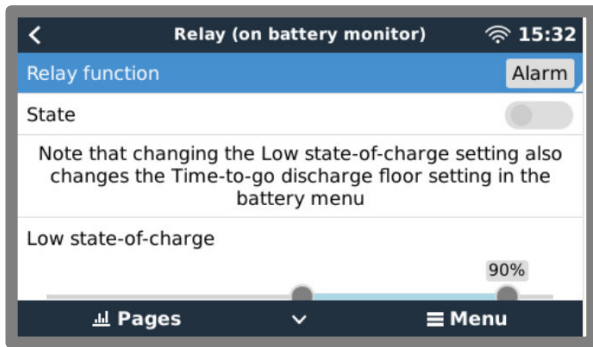 Relay (on battery monitor)
15:32
Relay function
Alarm
State
Note that changing the Low state-of-charge setting also
changes the Time-to-go discharge floor setting in the
battery menu
Low state-of-charge
90%
Pages
Menu